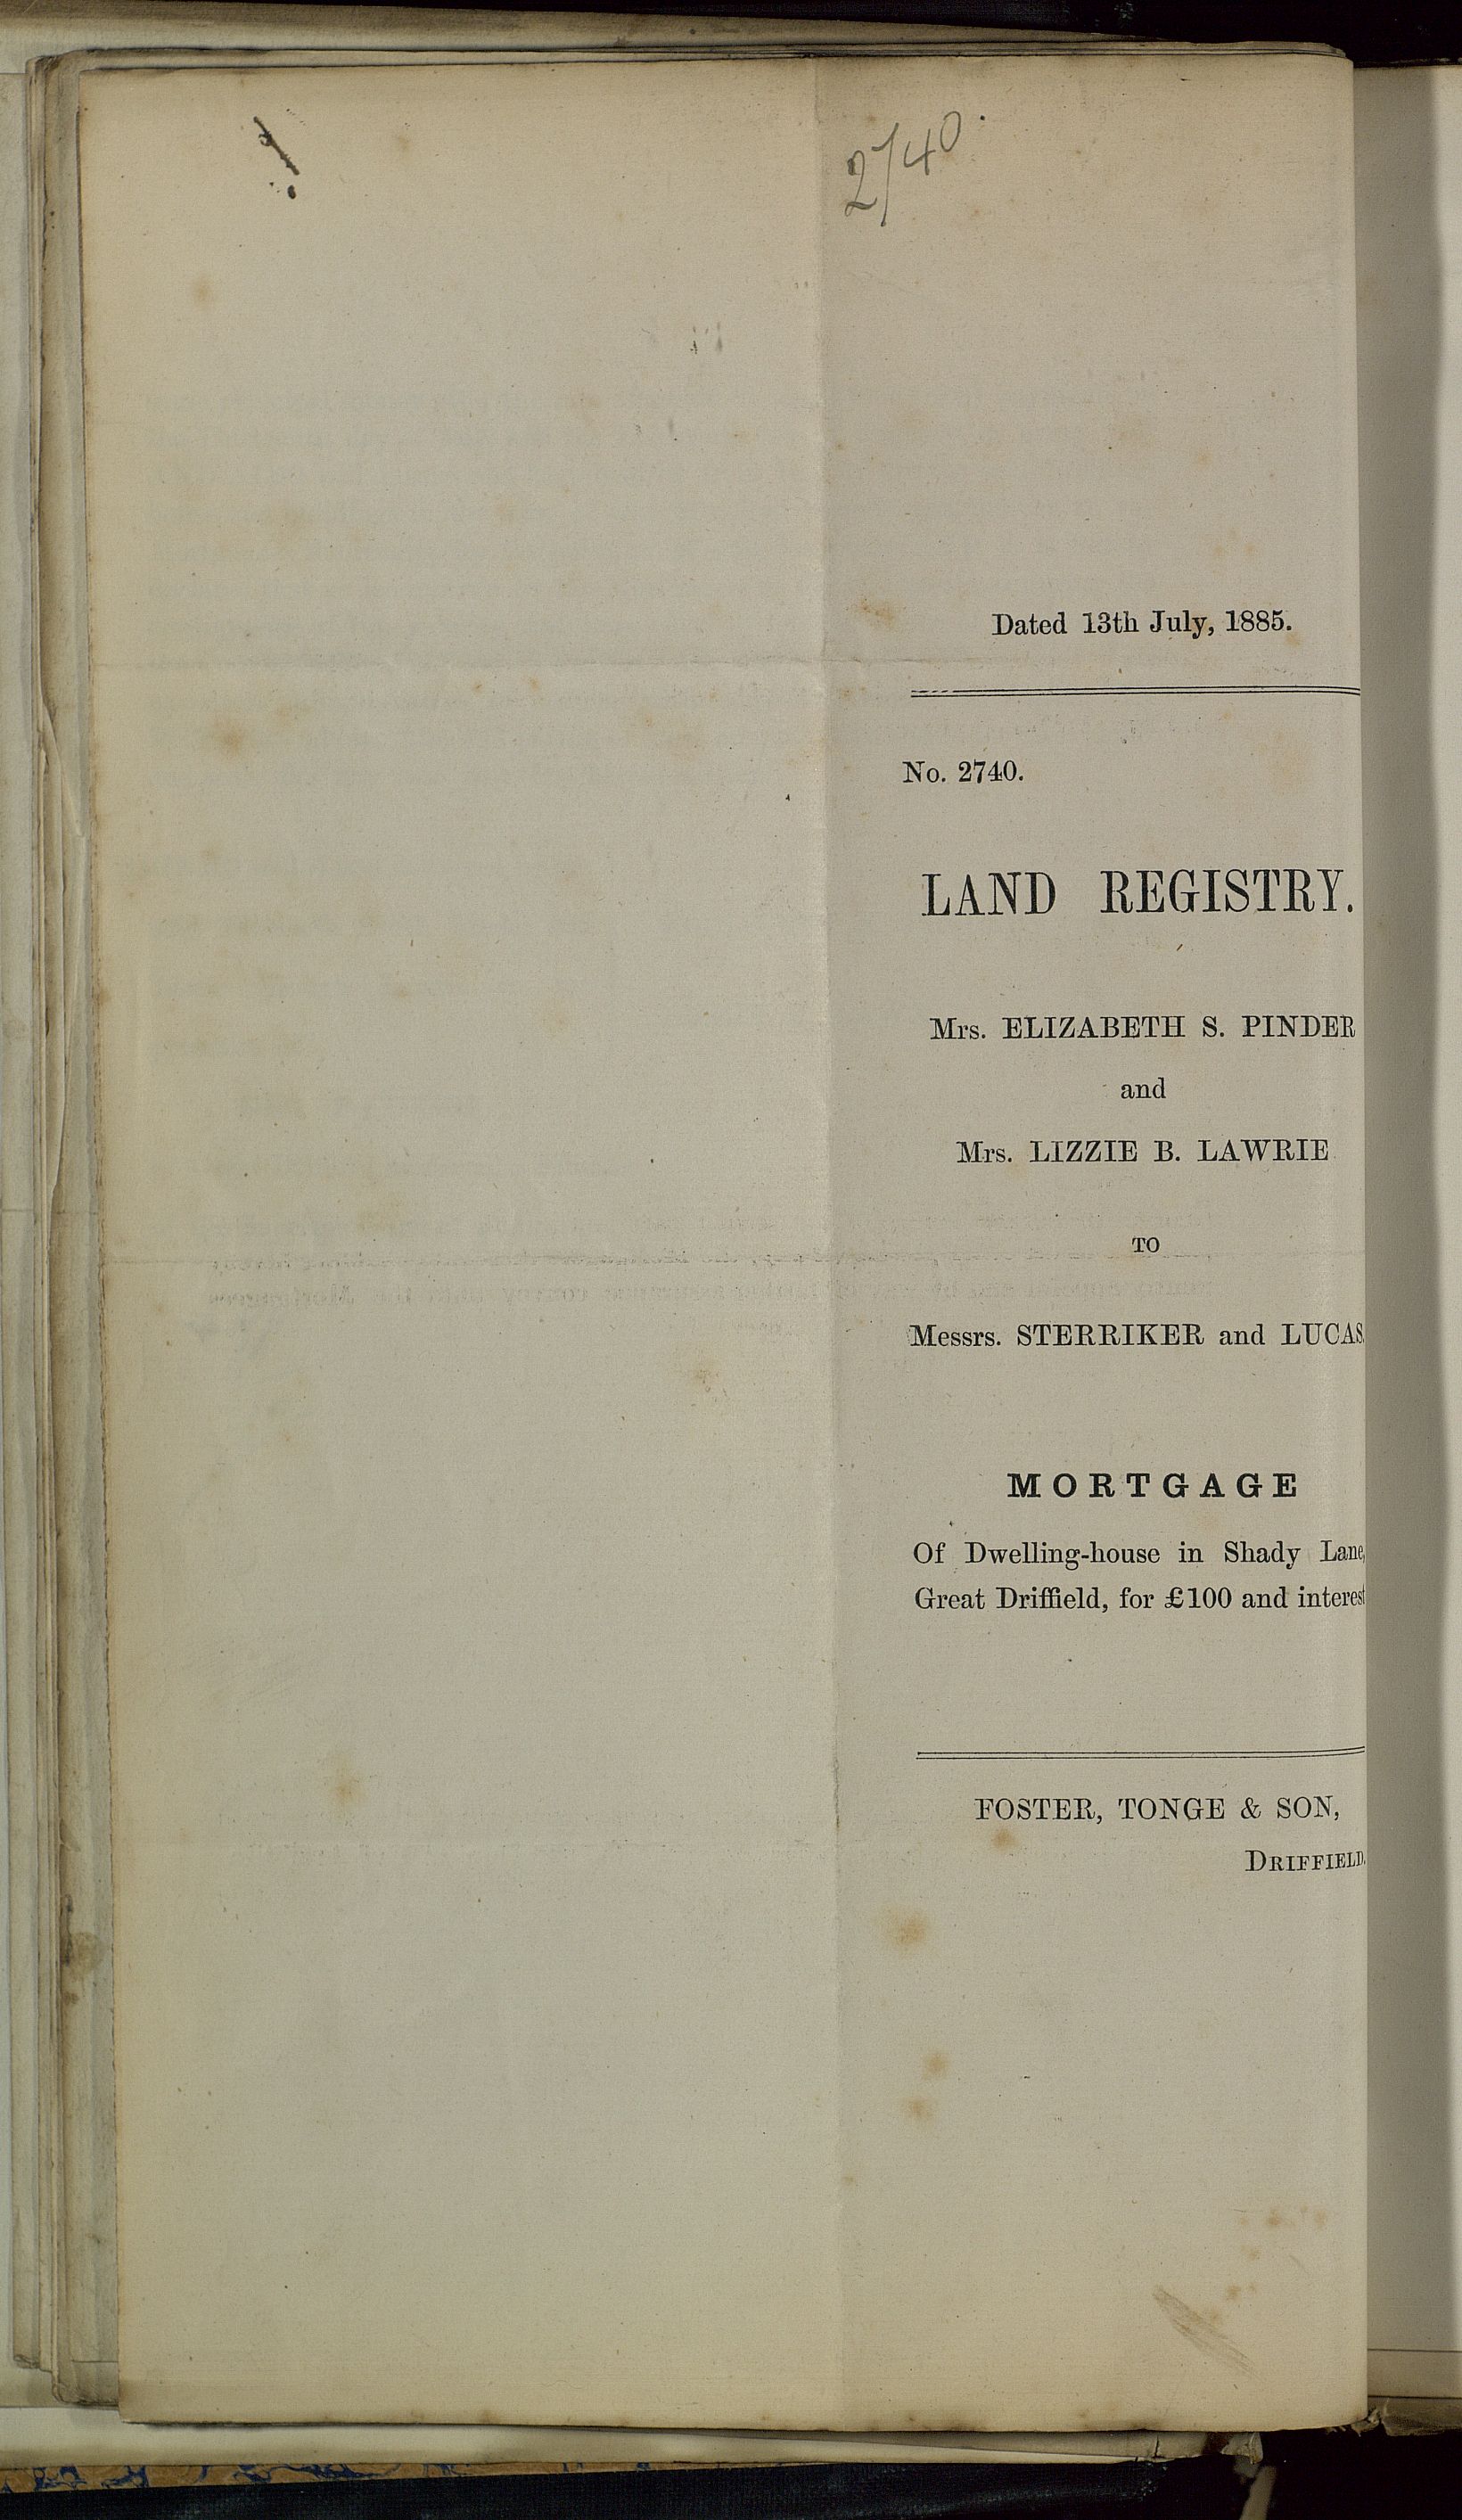 2740.
Dated 13th July, 1885.
No. 2740.
LAND REGISTRY.
Mrs. ELIZABETH S. PINDER
and
Mrs. LIZZIE B. LAWRIE
TO
Messrs. STERRIKER and LUCAS.
MORTGAGE
Of Dwelling-house in Shady Lane,
Great Driffield, for £100 and interest
FOSTER, TONGE & SON,
DRIFFIELD.